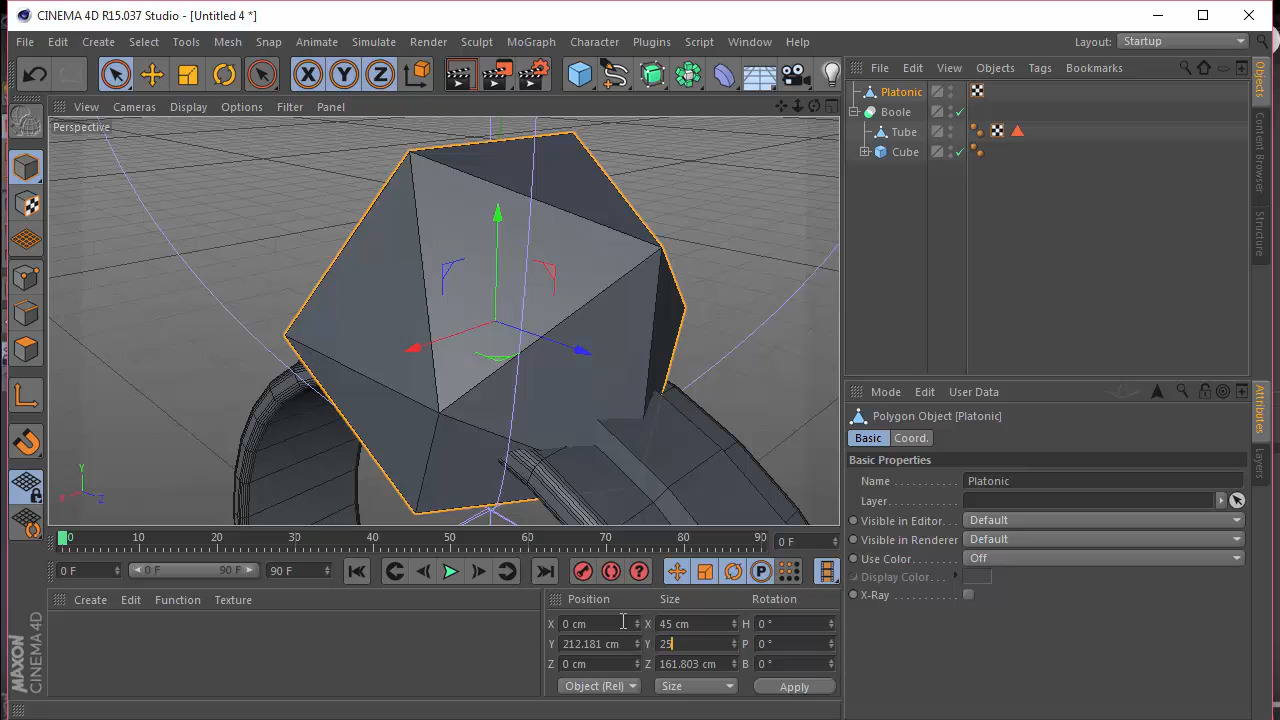 CINEMA 4D R15.037 Studio - [Untitled 4 *]
File Edit Create Select Tools Mesh Snap Animate Simulate Render Sculpt MoGraph Character Plugins Script Window Help Layout: Startup
X Y Z
File Edit View Objects Tags Bookmarks
View Cameras Display Options Filter Panel
Perspective
Platonic
Boole
Tube
Cube
Objects
Content Browser
Structure
Y
X Z
Mode Edit User Data
Polygon Object [Platonic]
Basic Coord.
Basic Properties
Name Platonic
Layer
Visible in Editor Default
Visible in Renderer Default
Use Color Off
Display Color
X-Ray
Attributes
Layers
0 10 20 30 40 50 60 70 80 90 0 F
0 F 0 F 90 F 90 F
P
Create Edit Function Texture
Position Size Rotation
X 0 cm X 45 cm H 0 °
Y 212.181 cm Y 25 P 0 °
Z 0 cm Z 161.803 cm B 0 °
Object (Rel) Size Apply
MAXON
CINEMA 4D